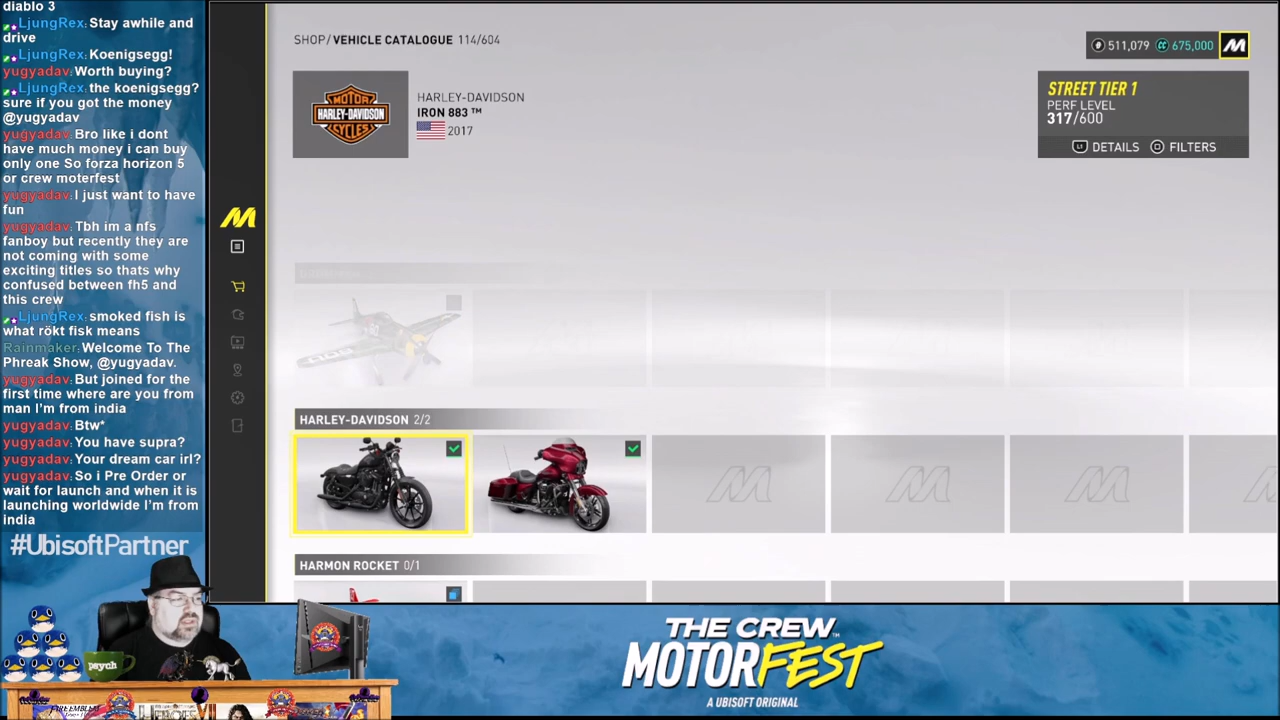 diablo 3
LjungRex: Stay awhile and
drive
LjungRex: Koenigsegg!
yugyadav: Worth buying?
LjungRex: the koenigsegg?
sure if you got the money
@yugyadav
yugyadav: Bro like i dont
have much money i can buy
only one So forza horizon 5
or crew moterfest
yugyadav: I just want to have
fun
yugyadav: Tbh im a nfs
fanboy but recently they are
not coming with some
exciting titles so thats why
confused between fh5 and
this crew
LjungRex: smoked fish is
what rökt fisk means
Rainmaker: Welcome To The
Phreak Show, @yugyadav.
yugyadav: But joined for the
first time where are you from
man I'm from india
yugyadav: Btw*
yugyadav: You have supra?
yugyadav: Your dream car irl?
yugyadav: So i Pre Order or
wait for launch and when it is
launching worldwide I'm from
india
#UbisoftPartner
psych
SHOP/ VEHICLE CATALOGUE 114/604
511,079 675,000
MOTOR
HARLEY-DAVIDSON
CYCLES
HARLEY-DAVIDSON
IRON 883 ™
2017
STREET TIER 1
PERF LEVEL
317/600
DETAILS FILTERS
HARLEY-DAVIDSON 2/2
HARMON ROCKET 0/1
THE CREW™
MOTORFEST
A UBISOFT ORIGINAL